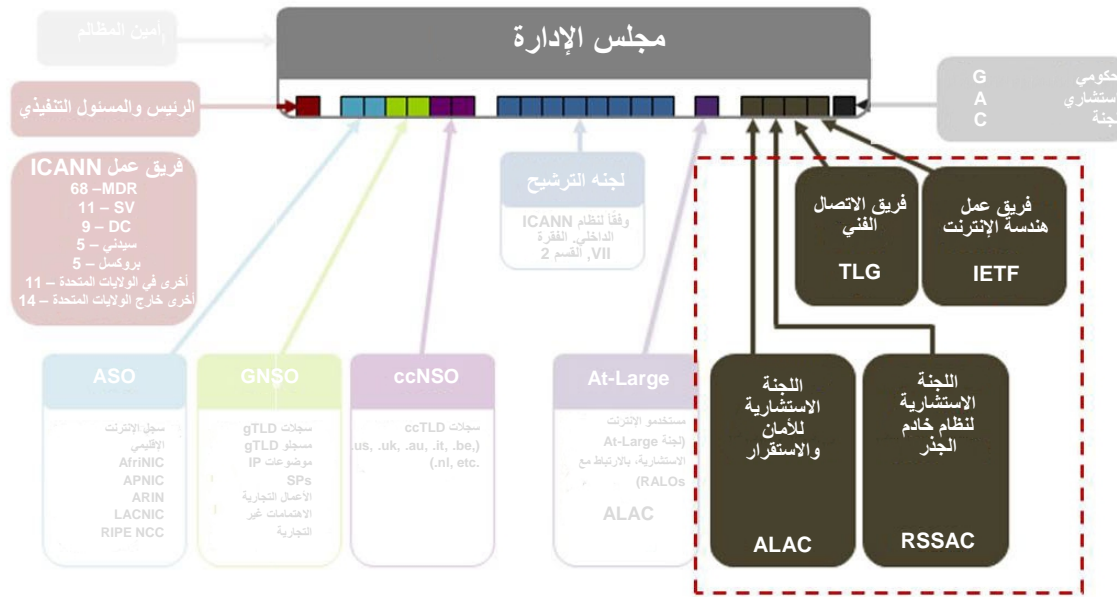 أمين المظالم
مجلس الإدارة
حكومي G
استشاري A
لجنة C
الرئيس والمسئول التنفيذي
فريق عمل ICANN
68 – MDR
11 – SV
9 – DC
سيدني – 5
بروكسل – 5
أخرى في الولايات المتحدة – 11
أخرى خارج الولايات المتحدة – 14
لجنه الترشيح
وفقًا لنظام ICANN
الداخلي, الفقرة
VII, القسم 2
فريق الاتصال
الفني
TLG
فريق عمل
هندسة الإنترنت
IETF
ASO
سجل الإنترنت
الإقليمي
AfriNIC
APNIC
ARIN
LACNIC
RIPE NCC
GNSO
سجلات gTLD
مسجلو gTLD
موضوعات IP
SPs
الأعمال التجارية
الاهتمامات غير
التجارية
ccNSO
سجلات ccTLD
.us, .uk, .au, .it, .be,(
(.nl, etc.
At-Large
مستخدمو الإنترنت
(لجنة At-Large
الاستشارية، بالارتباط مع
RALOs)
ALAC
اللجنة
الاستشارية
للأمان
والاستقرار
ALAC
اللجنة
الاستشارية
لنظام خادم
الجذر
RSSAC